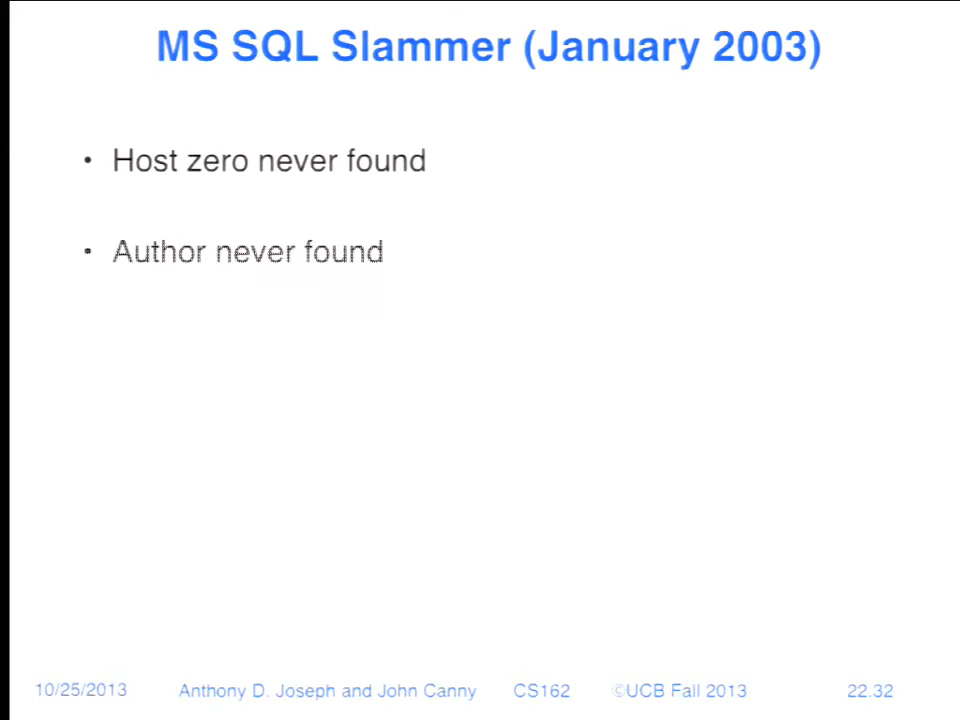 MS SQL Slammer (January 2003)
• Host zero never found
• Author never found
10/25/2013 Anthony D. Joseph and John Canny CS162 ©UCB Fall 2013 22.32